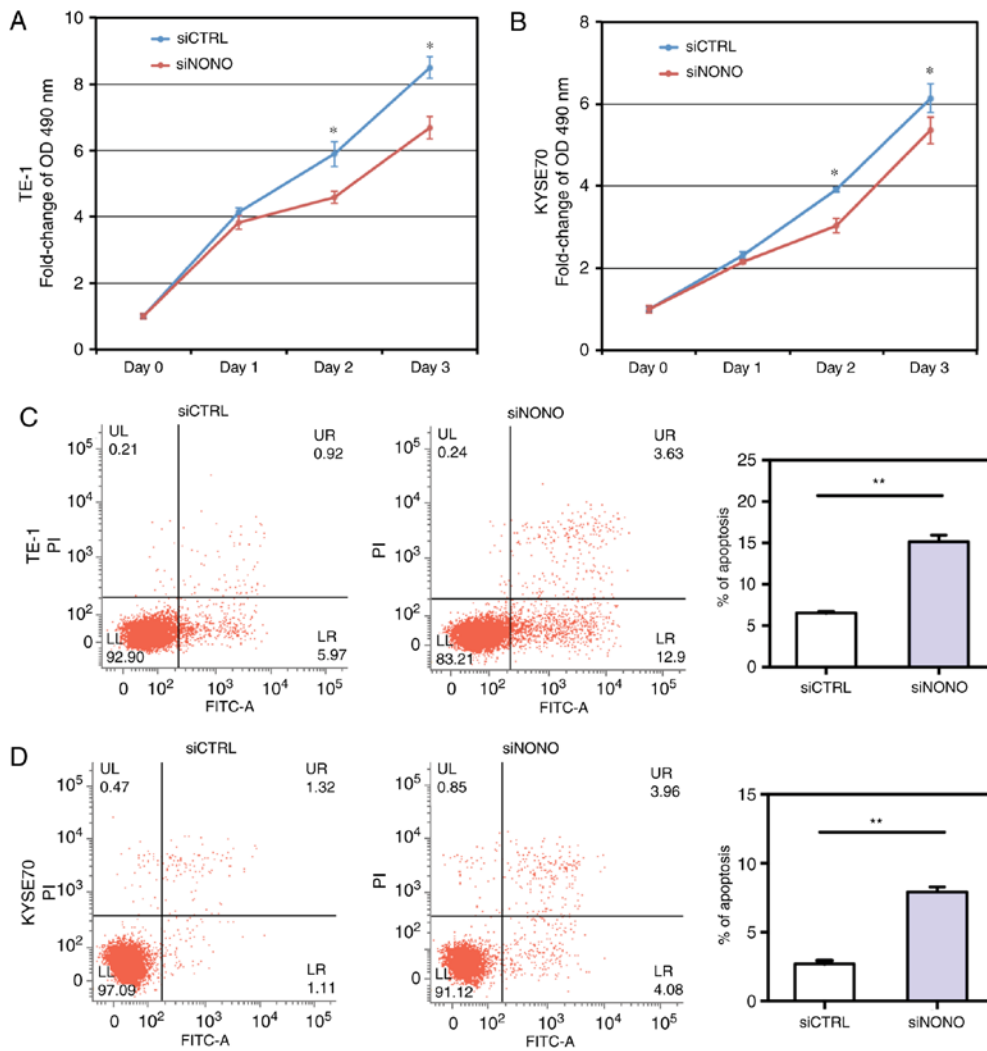 A
siCTRL
siNONO
TE-1
Fold-change of OD 490 nm
10
8
6
4
2
0
*
*
Day 0 Day 1 Day 2 Day 3
B
siCTRL
siNONO
KYSE70
Fold-change of OD 490 nm
8
6
4
2
0
*
*
Day 0 Day 1 Day 2 Day 3
C
siCTRL
TE-1
PI
UL
0.21
UR
0.92
LL
92.90
LR
5.97
10⁵
10⁴
10³
10²
0
0 10² 10³ 10⁴ 10⁵
FITC-A
siNONO
PI
UL
0.24
UR
3.63
LL
83.21
LR
12.9
10⁵
10⁴
10³
10²
0
0 10² 10³ 10⁴ 10⁵
FITC-A
% of apoptosis
25
20
15
10
5
0
**
siCTRL siNONO
D
siCTRL
KYSE70
PI
UL
0.47
UR
1.32
LL
97.09
LR
1.11
10⁵
10⁴
10³
10²
0
0 10² 10³ 10⁴ 10⁵
FITC-A
siNONO
PI
UL
0.85
UR
3.96
LL
91.12
LR
4.08
10⁵
10⁴
10³
10²
0
0 10² 10³ 10⁴ 10⁵
FITC-A
% of apoptosis
15
10
5
0
**
siCTRL siNONO